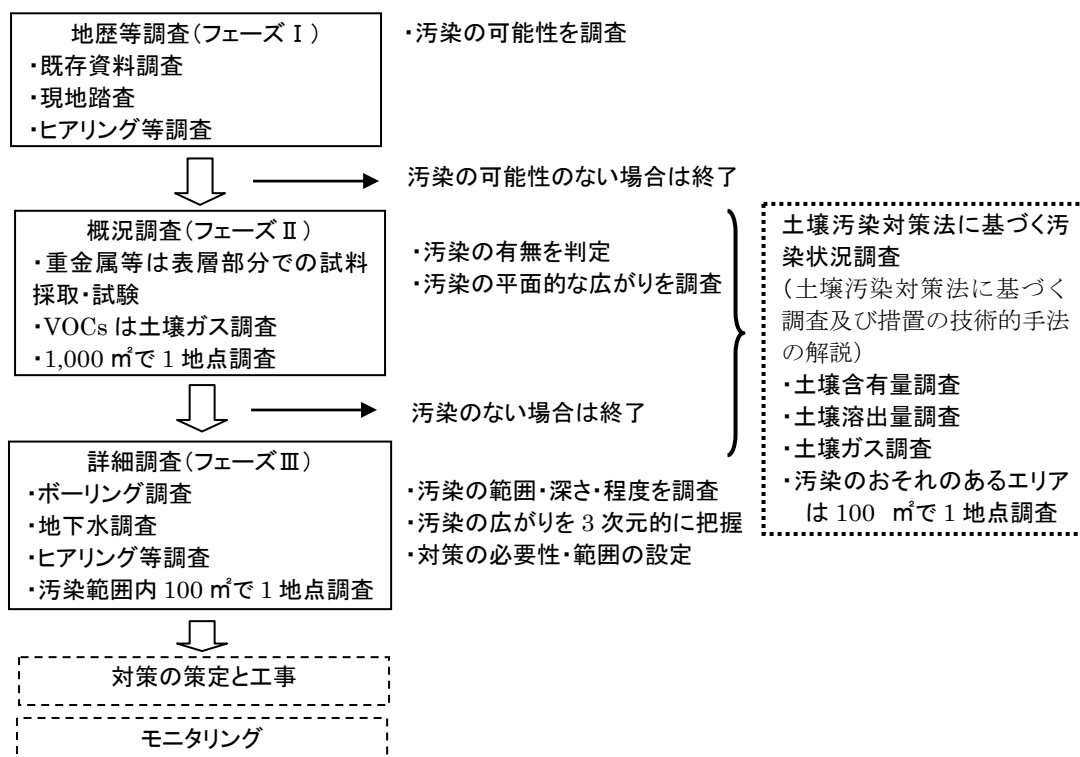 地歴等調査(フェーズⅠ)
・既存資料調査
・現地踏査
・ヒアリング等調査
・汚染の可能性を調査
汚染の可能性のない場合は終了
概況調査(フェーズⅡ)
・重金属等は表層部分での試料
採取・試験
・VOCs は土壌ガス調査
・1,000 ㎡で 1 地点調査
・汚染の有無を判定
・汚染の平面的な広がりを調査
汚染のない場合は終了
詳細調査(フェーズⅢ)
・ボーリング調査
・地下水調査
・ヒアリング等調査
・汚染範囲内 100 ㎡で 1 地点調査
・汚染の範囲・深さ・程度を調査
・汚染の広がりを 3 次元的に把握
・対策の必要性・範囲の設定
土壌汚染対策法に基づく汚
染状況調査
(土壌汚染対策法に基づく
調査及び措置の技術的手法
の解説)
・土壌含有量調査
・土壌溶出量調査
・土壌ガス調査
・汚染のおそれのあるエリア
は 100 ㎡で 1 地点調査
対策の策定と工事
モニタリング